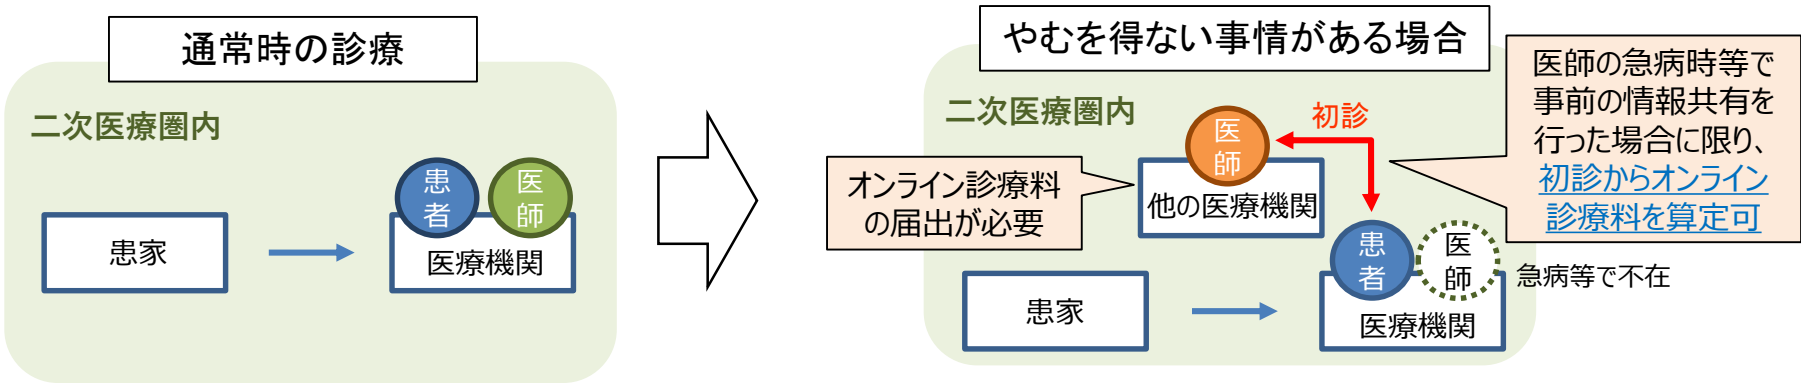 通常時の診療
二次医療圏内
患者
医師
患家
医療機関
やむを得ない事情がある場合
二次医療圏内
医師
初診
他の医療機関
オンライン診療料
の届出が必要
医師の急病時等で
事前の情報共有を
行った場合に限り、
初診からオンライン
診療料を算定可
患者
医師
急病等で不在
患家
医療機関